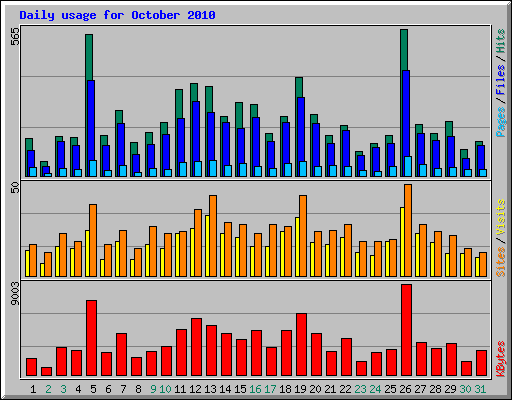 Daily usage for October 2010
565
Pages / Files / Hits
50
Sites / Visits
9003
KBytes
1 2 3 4 5 6 7 8 9 10 11 12 13 14 15 16 17 18 19 20 21 22 23 24 25 26 27 28 29 30 31